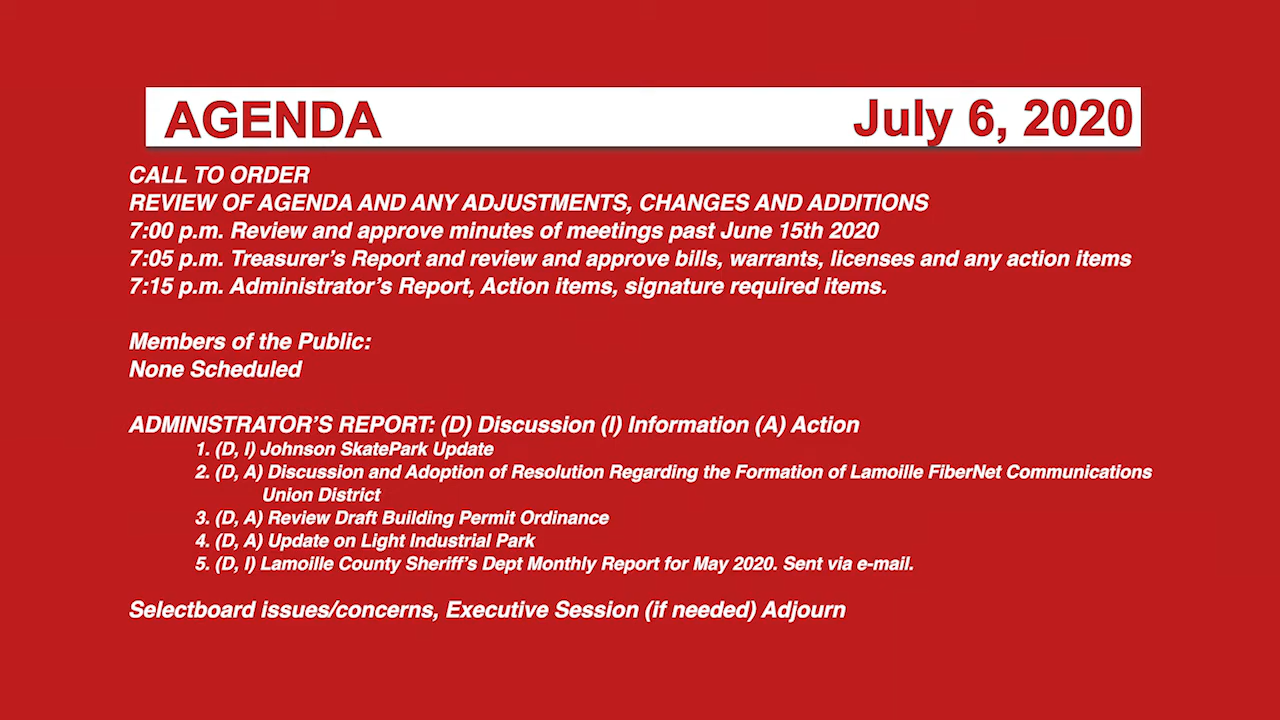 AGENDA July 6, 2020
CALL TO ORDER
REVIEW OF AGENDA AND ANY ADJUSTMENTS, CHANGES AND ADDITIONS
7:00 p.m. Review and approve minutes of meetings past June 15th 2020
7:05 p.m. Treasurer’s Report and review and approve bills, warrants, licenses and any action items
7:15 p.m. Administrator’s Report, Action items, signature required items.
Members of the Public:
None Scheduled
ADMINISTRATOR’S REPORT: (D) Discussion (I) Information (A) Action
1. (D, I) Johnson SkatePark Update
2. (D, A) Discussion and Adoption of Resolution Regarding the Formation of Lamoille FiberNet Communications
Union District
3. (D, A) Review Draft Building Permit Ordinance
4. (D, A) Update on Light Industrial Park
5. (D, I) Lamoille County Sheriff’s Dept Monthly Report for May 2020. Sent via e-mail.
Selectboard issues/concerns, Executive Session (if needed) Adjourn